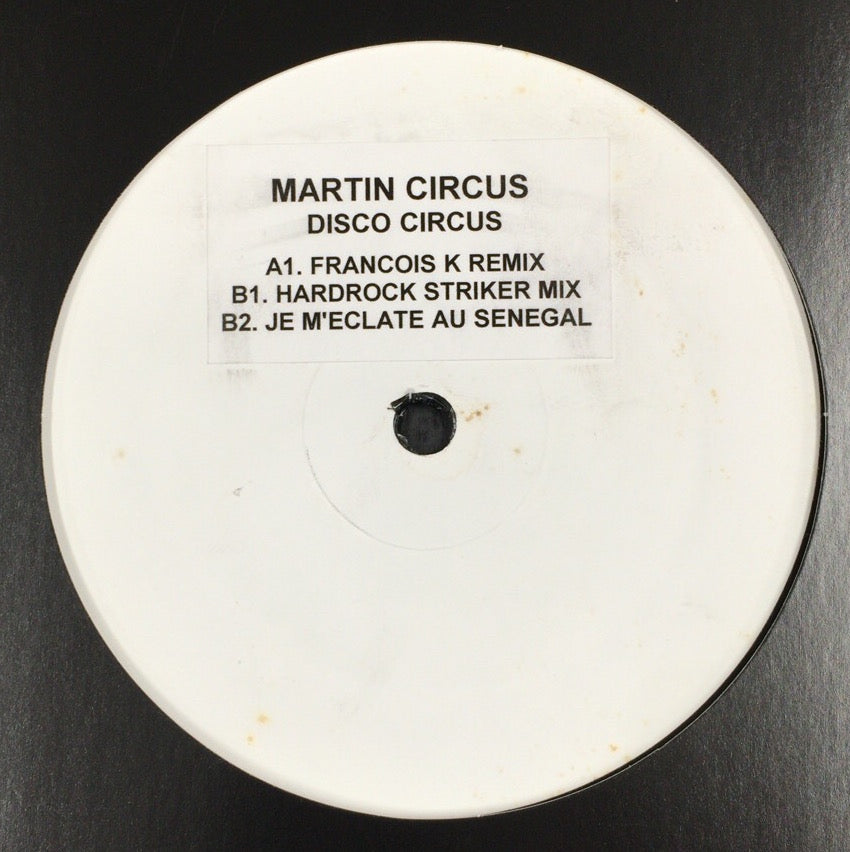 MARTIN CIRCUS
DISCO CIRCUS
A1. FRANCOIS K REMIX
B1. HARDROCK STRIKER MIX
B2. JE M'ECLATE AU SENEGAL